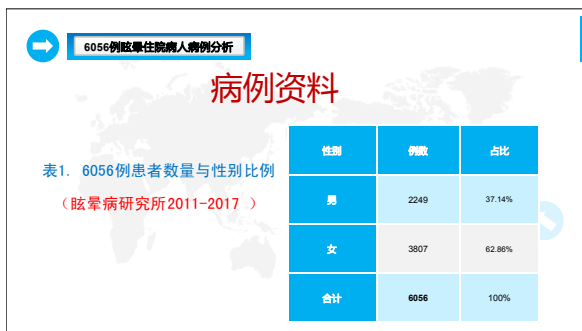 6056例眩晕住院病人病例分析
病例资料
表1. 6056例患者数量与性别比例
（眩晕病研究所2011-2017 ）
性别 例数 占比
男 2249 37.14%
女 3807 62.86%
合计 6056 100%